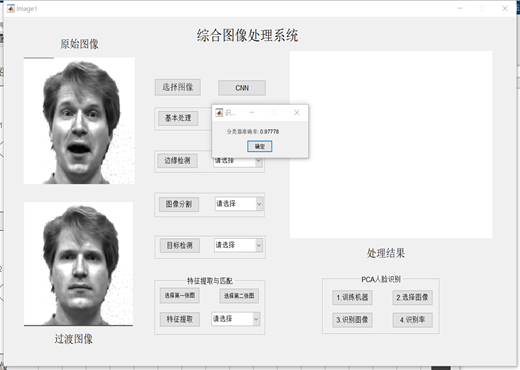 Image1
综合图像处理系统
原始图像
选择图像
CNN
识...
基本处理
分类器准确率: 0.97778
确定
边缘检测
请选择
图像分割
请选择
目标检测
请选择
处理结果
特征提取与匹配
选择第一张图
选择第二张图
特征提取
请选择
PCA人脸识别
1.训练机器
2.选择图像
3.识别图像
4.识别率
过渡图像